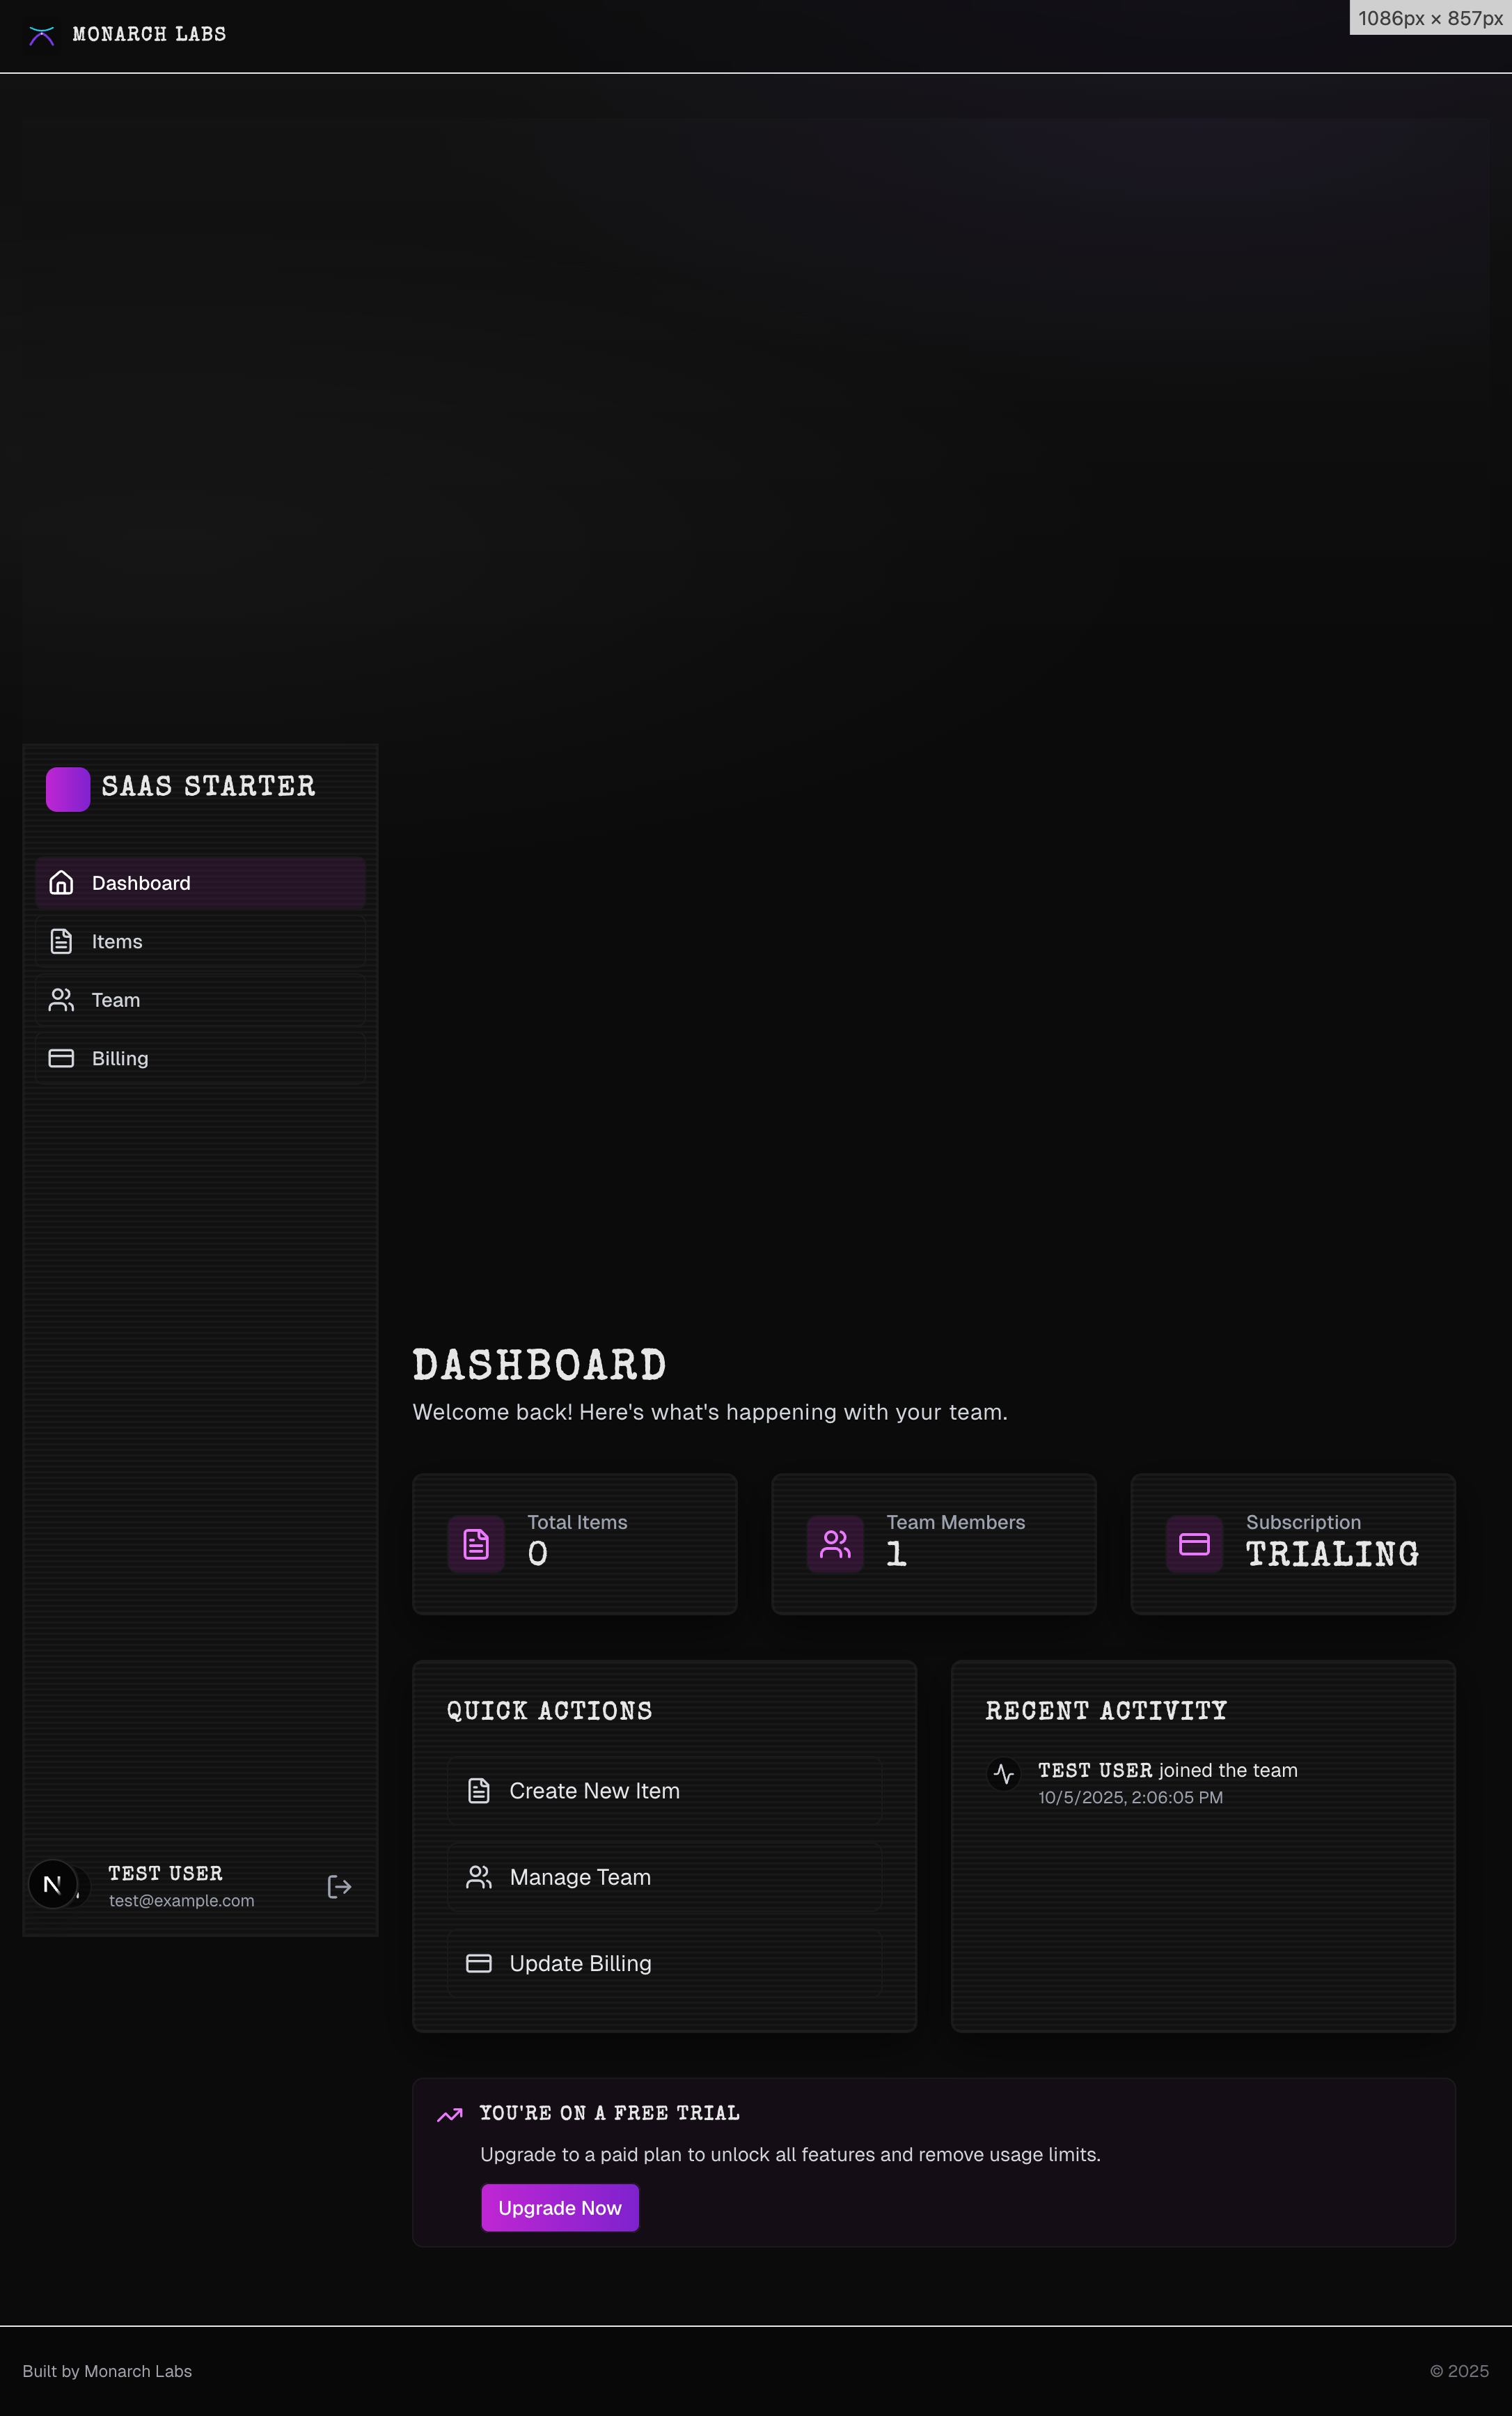 MONARCH LABS
1086px × 857px
SAAS STARTER
Dashboard
Items
Team
Billing
DASHBOARD
Welcome back! Here's what's happening with your team.
Total Items
0
Team Members
1
Subscription
TRIALING
QUICK ACTIONS
Create New Item
Manage Team
Update Billing
RECENT ACTIVITY
TEST USER joined the team
10/5/2025, 2:06:05 PM
N
TEST USER
test@example.com
YOU'RE ON A FREE TRIAL
Upgrade to a paid plan to unlock all features and remove usage limits.
Upgrade Now
Built by Monarch Labs
© 2025